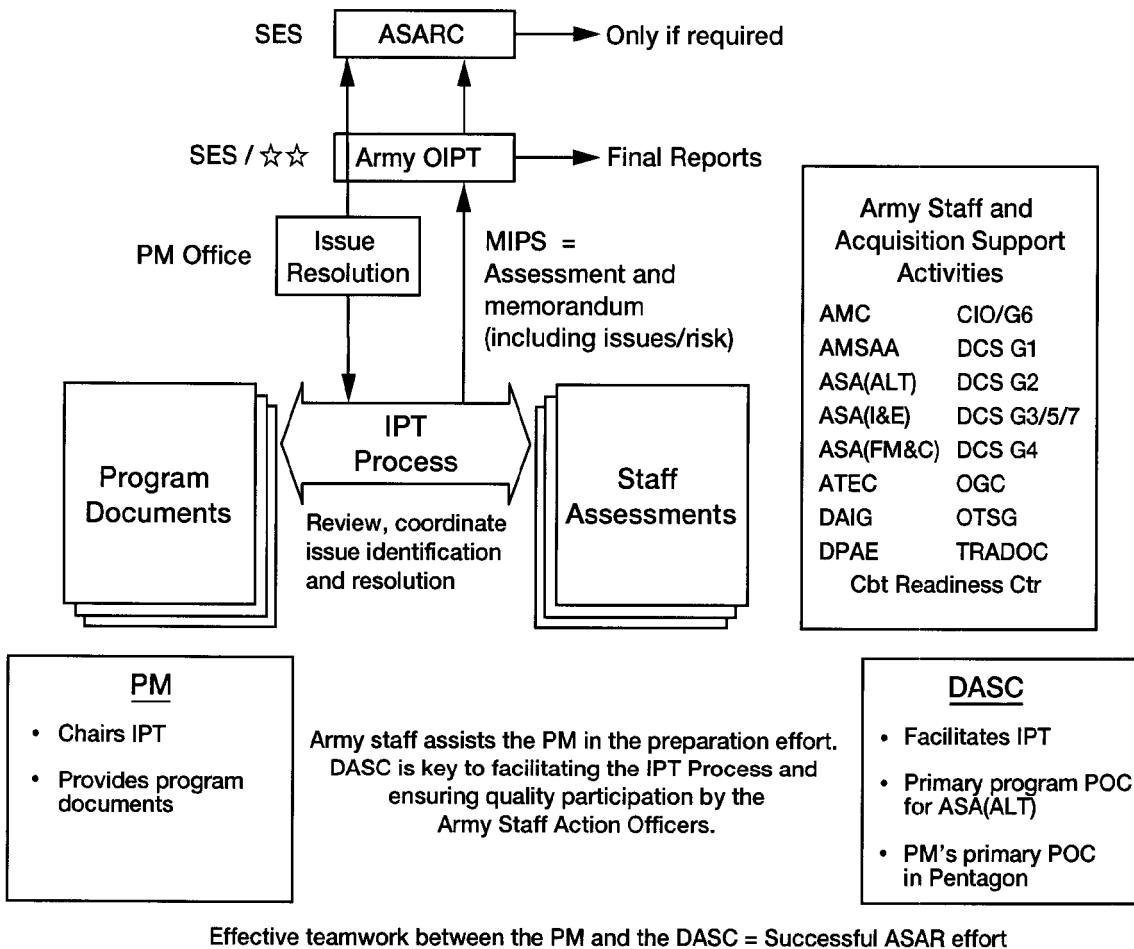 SES
ASARC
Only if required
SES / ☆☆
Army OIPT
Final Reports
PM Office
Issue
Resolution
MIPS =
Assessment and
memorandum
(including issues/risk)
Program
Documents
IPT
Process
Review, coordinate
issue identification
and resolution
Staff
Assessments
Army Staff and
Acquisition Support
Activities
AMC CIO/G6
AMSAA DCS G1
ASA(ALT) DCS G2
ASA(I&E) DCS G3/5/7
ASA(FM&C) DCS G4
ATEC OGC
DAIG OTSG
DPAE TRADOC
Cbt Readiness Ctr
PM
• Chairs IPT
• Provides program
documents
Army staff assists the PM in the preparation effort.
DASC is key to facilitating the IPT Process and
ensuring quality participation by the
Army Staff Action Officers.
DASC
• Facilitates IPT
• Primary program POC
for ASA(ALT)
• PM's primary POC
in Pentagon
Effective teamwork between the PM and the DASC = Successful ASAR effort